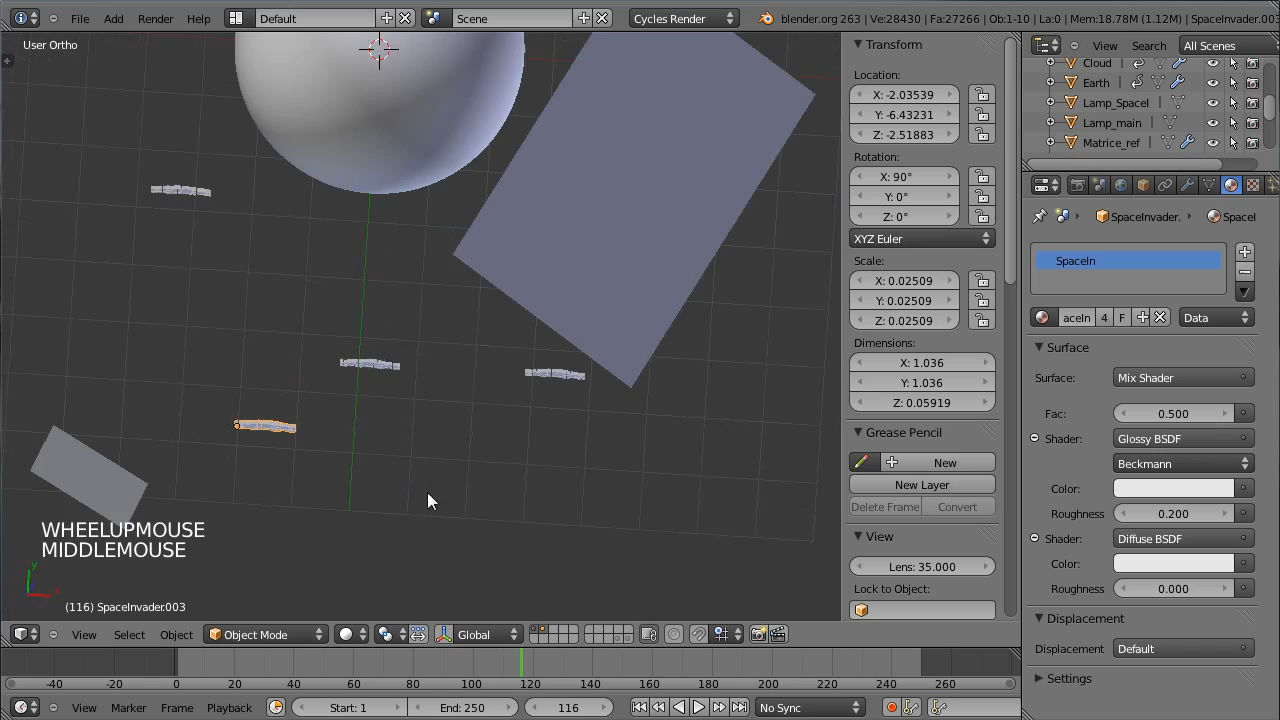 File Add Render Help Default Scene Cycles Render blender.org 263 | Ve:28430 | Fa:27266 | Ob:1-10 | La:0 | Mem:18.78M (1.12M) | SpaceInvader.
User Ortho
Transform
Location:
X: -2.03539
Y: -6.43231
Z: -2.51883
Rotation:
X: 90°
Y: 0°
Z: 0°
XYZ Euler
Scale:
X: 0.02509
Y: 0.02509
Z: 0.02509
Dimensions:
X: 1.036
Y: 1.036
Z: 0.05919
Grease Pencil
New
New Layer
Delete Frame Convert
View
Lens: 35.000
Lock to Object:
View Search All Scenes
Cloud
Earth
Lamp_Spacel
Lamp_main
Matrice_ref
SpaceInvader. Spacel
SpaceIn
aceIn 4 F Data
Surface
Surface: Mix Shader
Fac: 0.500
Shader: Glossy BSDF
Beckmann
Color:
Roughness 0.200
Shader: Diffuse BSDF
Color:
Roughness 0.000
Displacement
Displacement Default
Settings
WHEELUPMOUSE
MIDDLEMOUSE
y
x
(116) SpaceInvader.003
View Select Object Object Mode Global
-40 -20 0 20 40 60 80 100 120 140 160 180 200 220 240 260
View Marker Frame Playback Start: 1 End: 250 116 No Sync